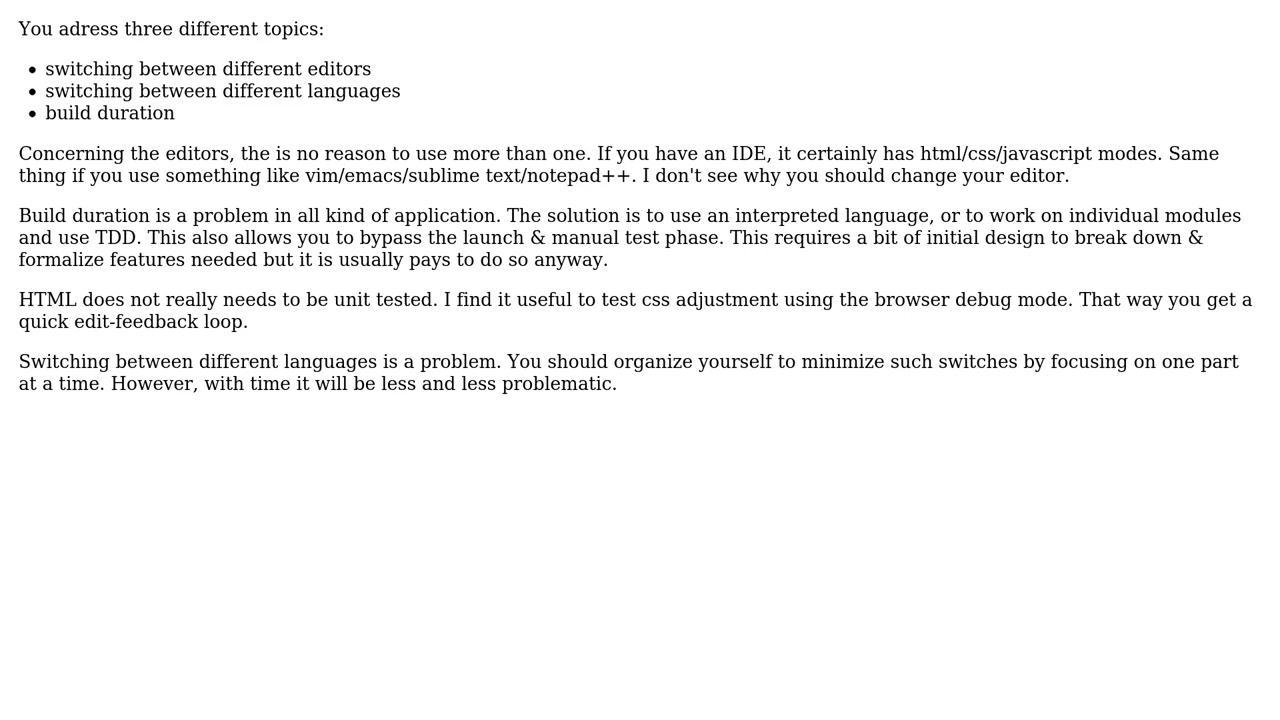 You adress three different topics:
• switching between different editors
• switching between different languages
• build duration
Concerning the editors, the is no reason to use more than one. If you have an IDE, it certainly has html/css/javascript modes. Same
thing if you use something like vim/emacs/sublime text/notepad++. I don't see why you should change your editor.
Build duration is a problem in all kind of application. The solution is to use an interpreted language, or to work on individual modules
and use TDD. This also allows you to bypass the launch & manual test phase. This requires a bit of initial design to break down &
formalize features needed but it is usually pays to do so anyway.
HTML does not really needs to be unit tested. I find it useful to test css adjustment using the browser debug mode. That way you get a
quick edit-feedback loop.
Switching between different languages is a problem. You should organize yourself to minimize such switches by focusing on one part
at a time. However, with time it will be less and less problematic.